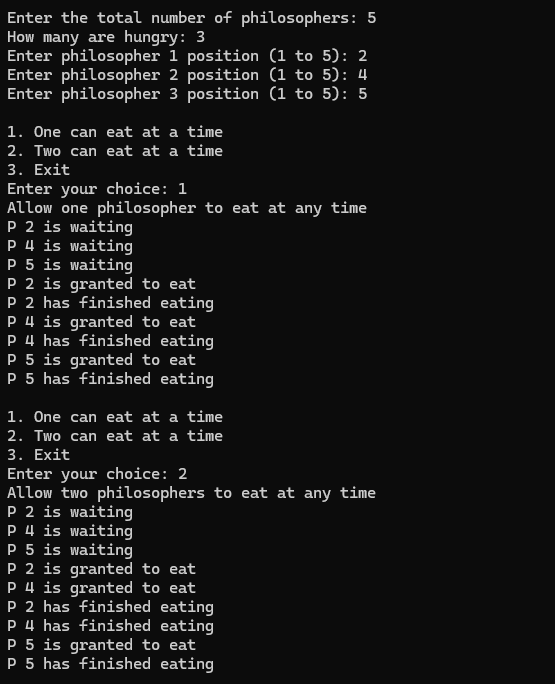 Enter the total number of philosophers: 5
How many are hungry: 3
Enter philosopher 1 position (1 to 5): 2
Enter philosopher 2 position (1 to 5): 4
Enter philosopher 3 position (1 to 5): 5

1. One can eat at a time
2. Two can eat at a time
3. Exit
Enter your choice: 1
Allow one philosopher to eat at any time
P 2 is waiting
P 4 is waiting
P 5 is waiting
P 2 is granted to eat
P 2 has finished eating
P 4 is granted to eat
P 4 has finished eating
P 5 is granted to eat
P 5 has finished eating

1. One can eat at a time
2. Two can eat at a time
3. Exit
Enter your choice: 2
Allow two philosophers to eat at any time
P 2 is waiting
P 4 is waiting
P 5 is waiting
P 2 is granted to eat
P 4 is granted to eat
P 2 has finished eating
P 4 has finished eating
P 5 is granted to eat
P 5 has finished eating